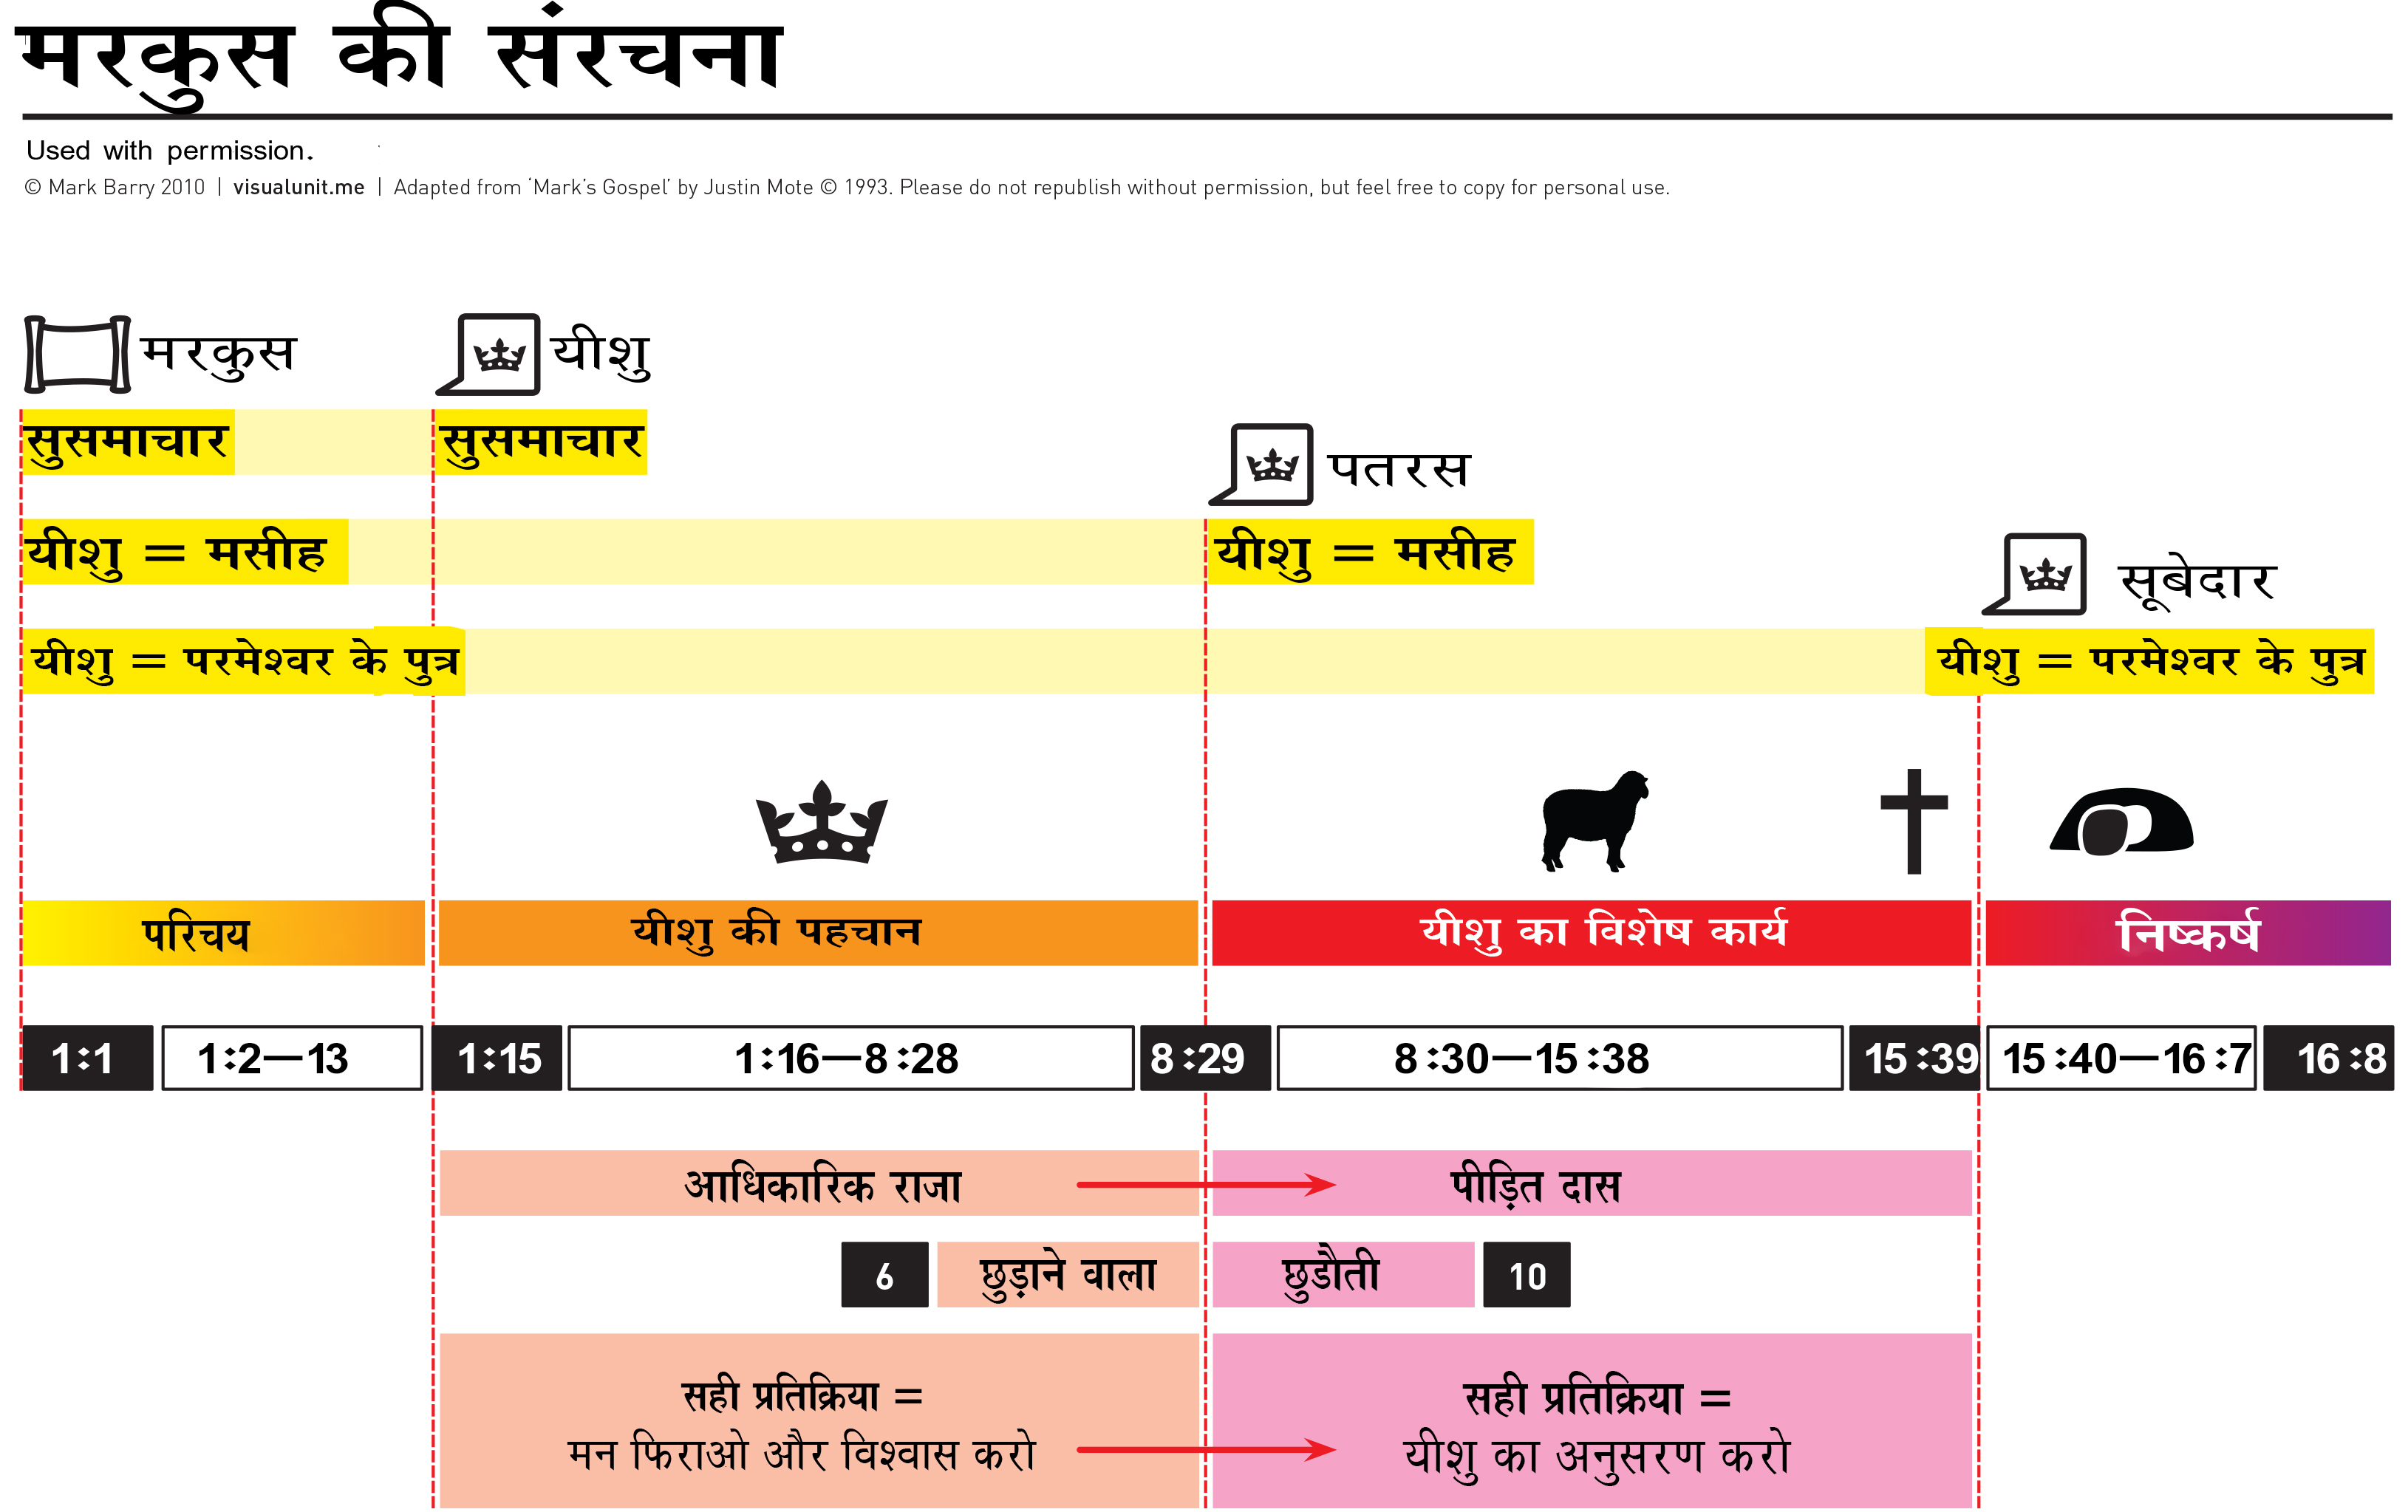 मरकुस की संरचना
Used with permission.
© Mark Barry 2010 | visualunit.me | Adapted from ‘Mark’s Gospel’ by Justin Mote © 1993. Please do not republish without permission, but feel free to copy for personal use.
मरकुस
यीशु
सुसमाचार
सुसमाचार
पतरस
यीशु = मसीह
यीशु = मसीह
सूबेदार
यीशु = परमेश्वर के पुत्र
यीशु = परमेश्वर के पुत्र
परिचय
यीशु की पहचान
यीशु का विशेष कार्य
निष्कर्ष
1:1
1:2—13
1:15
1:16—8:28
8:29
8:30—15:38
15:39
15:40—16:7
16:8
आधिकारिक राजा
पीड़ित दास
6
छुड़ाने वाला
छुडौती
10
सही प्रतिक्रिया =
मन फिराओ और विश्वास करो
सही प्रतिक्रिया =
यीशु का अनुसरण करो